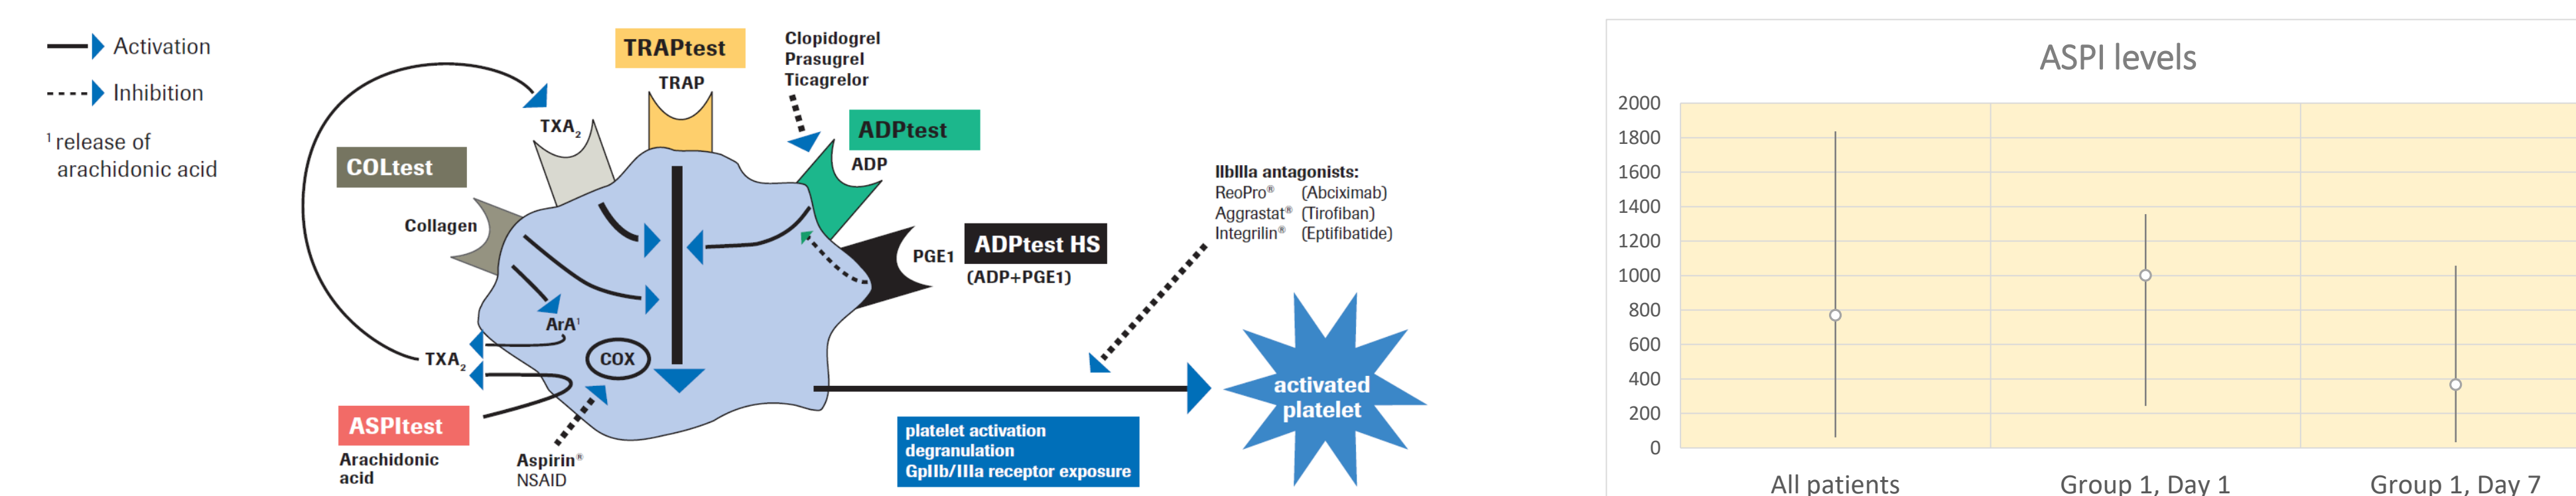 Activation
Inhibition
¹ release of
arachidonic acid
TRAPtest
TRAP
Clopidogrel
Prasugrel
Ticagrelor
ADPtest
ADP
TXA₂
COLtest
Collagen
PGE1
ADPtest HS
(ADP+PGE1)
IIbIIIa antagonists:
ReoPro® (Abciximab)
Aggrastat® (Tirofiban)
Integrilin® (Eptifibatide)
ArA¹
COX
TXA₂
ASPItest
Arachidonic
acid
Aspirin®
NSAID
platelet activation
degranulation
GpIIb/IIIa receptor exposure
activated
platelet
ASPI levels
2000
1800
1600
1400
1200
1000
800
600
400
200
0
All patients
Group 1, Day 1
Group 1, Day 7